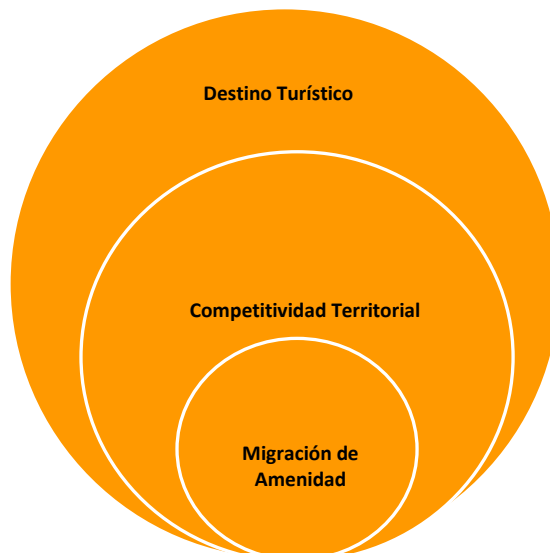 Destino Turístico
Competitividad Territorial
Migración de
Amenidad